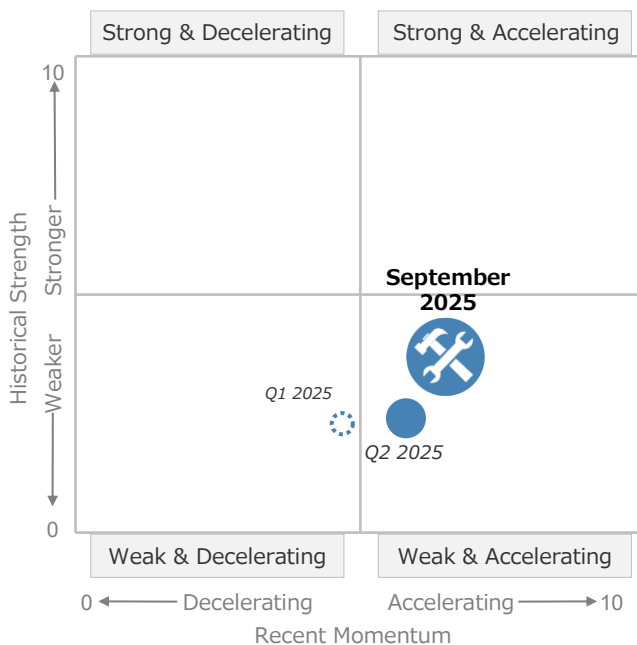 Strong & Decelerating
Strong & Accelerating
10
Historical Strength
Stronger
Weaker
September
2025
Q1 2025
Q2 2025
0
Weak & Decelerating
Weak & Accelerating
0
Decelerating
Accelerating
10
Recent Momentum